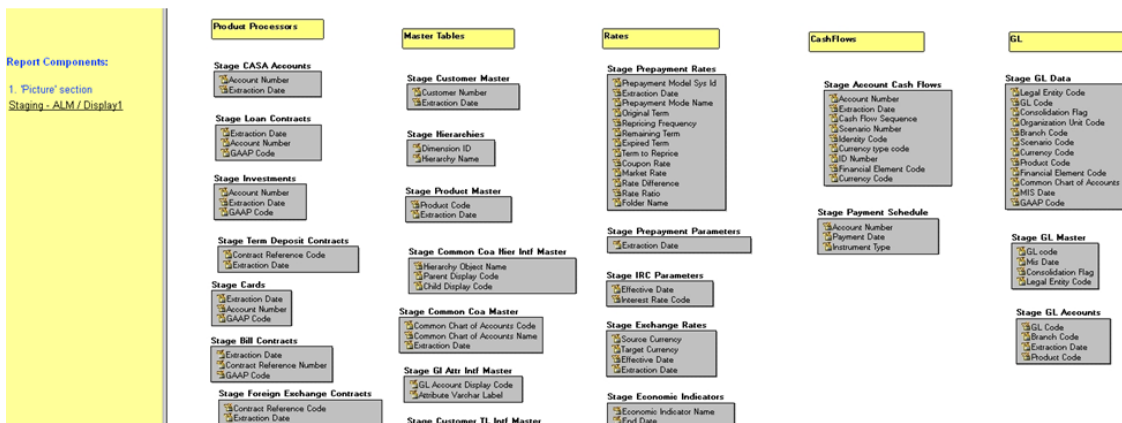 Report Components:
1. 'Picture' section
Staging - ALM / Display1
Product Processors
Stage CASA Accounts
Account Number
Extraction Date
Stage Loan Contracts
Extraction Date
Account Number
GAAP Code
Stage Investments
Account Number
Extraction Date
GAAP Code
Stage Term Deposit Contracts
Contract Reference Code
Extraction Date
Stage Cards
Extraction Date
Account Number
GAAP Code
Stage Bill Contracts
Extraction Date
Contract Reference Number
GAAP Code
Stage Foreign Exchange Contracts
Contract Reference Code
Extraction Date
Master Tables
Stage Customer Master
Customer Number
Extraction Date
Stage Hierarchies
Dimension ID
Hierarchy Name
Stage Product Master
Product Code
Extraction Date
Stage Common Coa Hier Intf Master
Hierarchy Object Name
Parent Display Code
Child Display Code
Stage Common Coa Master
Common Chart of Accounts Code
Common Chart of Accounts Name
Extraction Date
Stage Gl Attr Intf Master
GL Account Display Code
Attribute Varchar Label
Stage Customer TL Intf Master
Rates
Stage Prepayment Rates
Prepayment Model Sys Id
Extraction Date
Prepayment Mode Name
Original Term
Repricing Frequency
Remaining Term
Expired Term
Term to Reprice
Coupon Rate
Market Rate
Rate Difference
Rate Ratio
Folder Name
Stage Prepayment Parameters
Extraction Date
Stage IRC Parameters
Effective Date
Interest Rate Code
Stage Exchange Rates
Source Currency
Target Currency
Effective Date
Extraction Date
Stage Economic Indicators
Economic Indicator Name
End Date
CashFlows
Stage Account Cash Flows
Account Number
Extraction Date
Cash Flow Sequence
Scenario Number
Identity Code
Currency type code
ID Number
Financial Element Code
Currency Code
Stage Payment Schedule
Account Number
Payment Date
Instrument Type
GL
Stage GL Data
Legal Entity Code
GL Code
Consolidation Flag
Organization Unit Code
Branch Code
Scenario Code
Currency Code
Product Code
Financial Element Code
Common Chart of Accounts
MIS Date
GAAP Code
Stage GL Master
GL code
Mis Date
Consolidation Flag
Legal Entity Code
Stage GL Accounts
GL Code
Branch Code
Extraction Date
Product Code